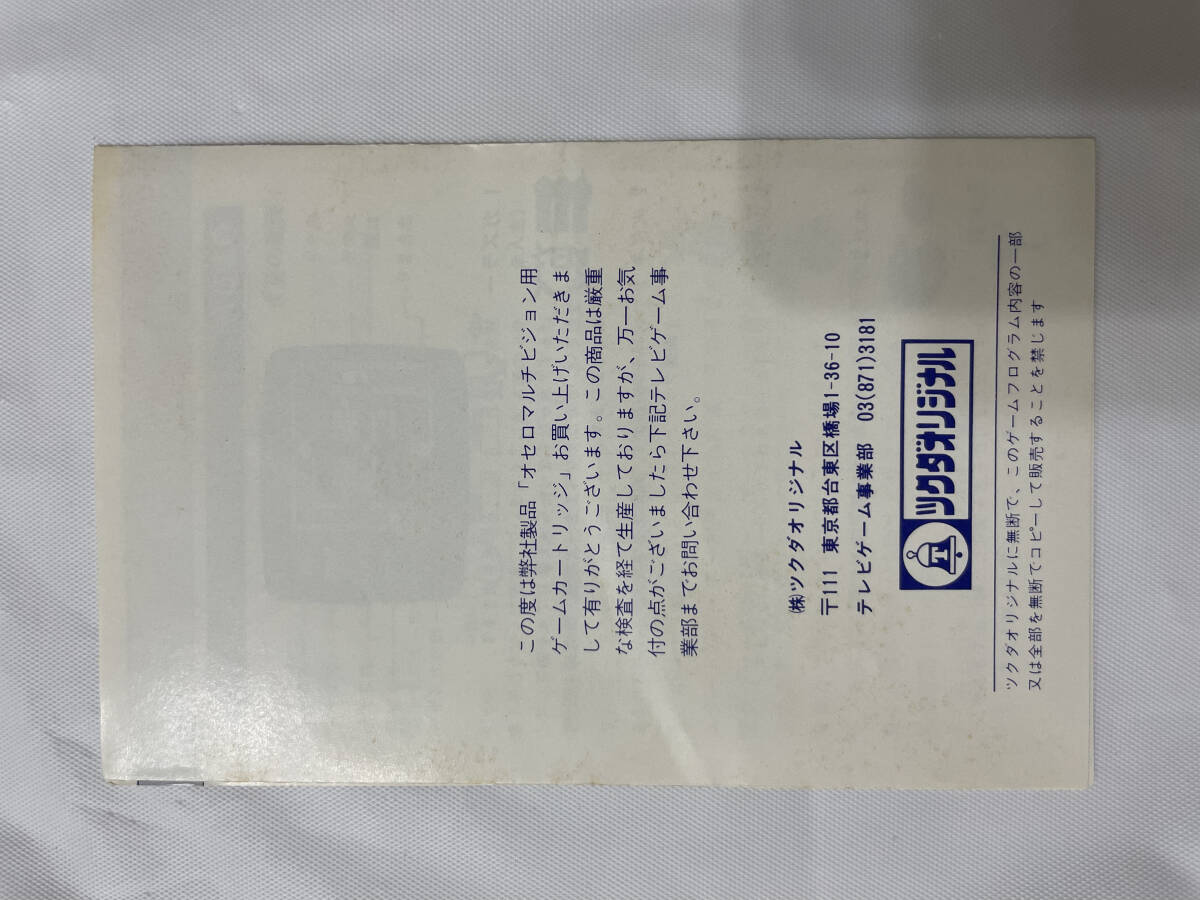 この度は弊社製品「オセロマルチビジョン用
ゲームカートリッジ」お買い上げいただきま
して有りがとうございます。この商品は厳重
な検査を経て生産しておりますが、万一お気
付の点がございましたら下記テレビゲーム事
業部までお問い合わせ下さい。
㈱ツクダオリジナル
〒111 東京都台東区橋場1-36-10
テレビゲーム事業部 03(871)3181
ツクダオリジナル
ツクダオリジナルに無断で、このゲームプログラム内容の一部
又は全部を無断でコピーして販売することを禁じます